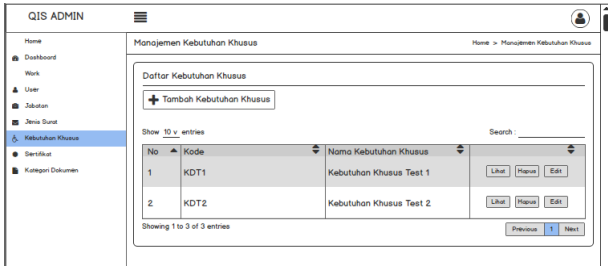 QIS ADMIN
Home
Dashboard
Work
User
Jabatan
Jenis Surat
Kebutuhan Khusus
Sertifikat
Kategori Dokumen
Manajemen Kebutuhan Khusus
Home > Manajemen Kebutuhan Khusus
Daftar Kebutuhan Khusus
Tambah Kebutuhan Khusus
Show 10 v entries
Search :
No Kode Nama Kebutuhan Khusus
1 KDT1 Kebutuhan Khusus Test 1 Lihat Hapus Edit
2 KDT2 Kebutuhan Khusus Test 2 Lihat Hapus Edit
Showing 1 to 3 of 3 entries
Previous 1 Next